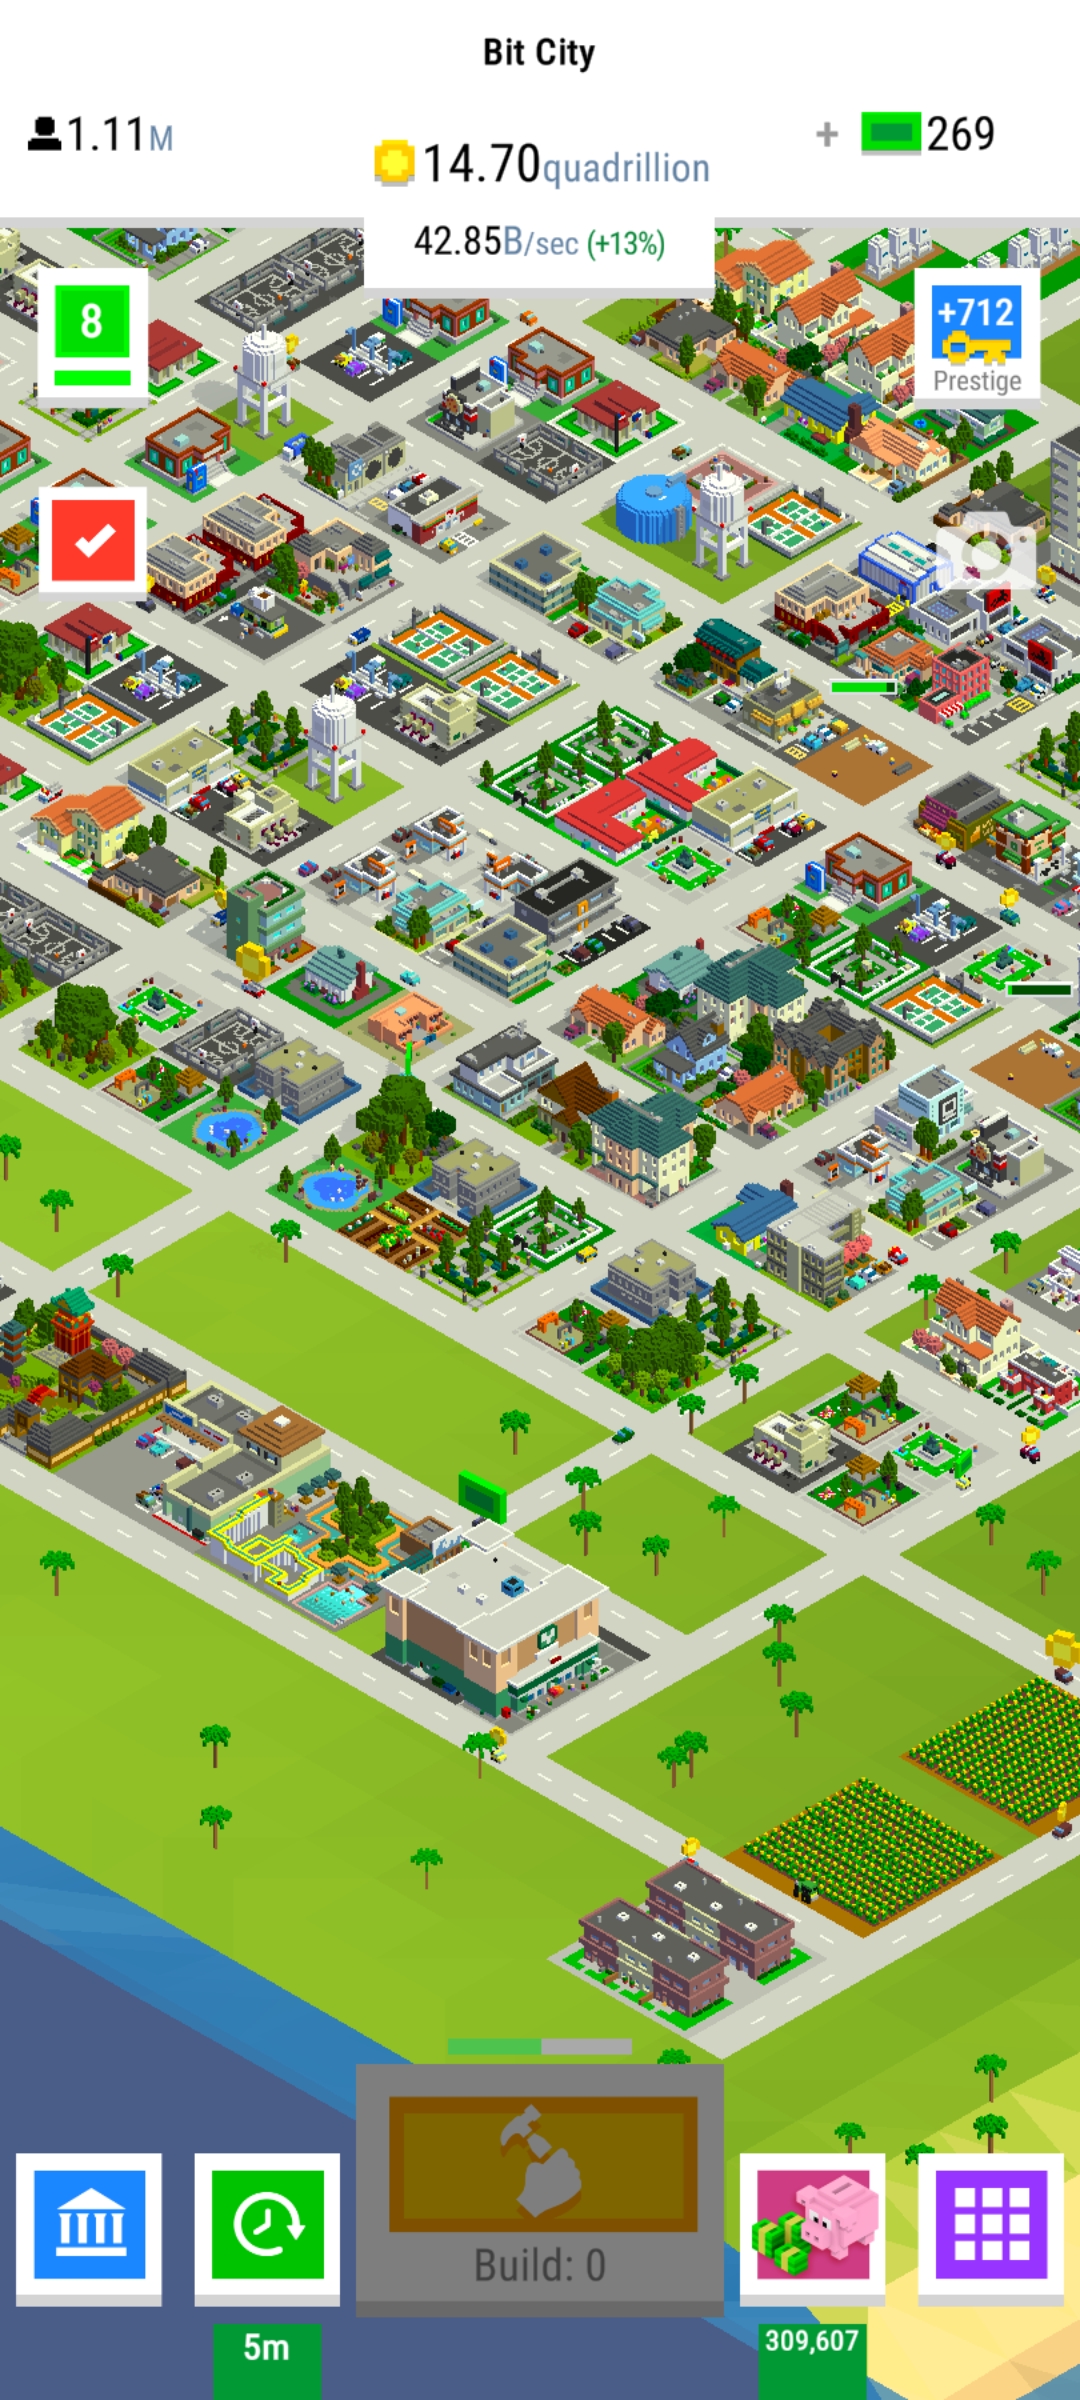 Bit City
1.11M
14.70quadrillion
+ 269
42.85B/sec (+13%)
8
+712
Prestige
Build: 0
5m
309,607